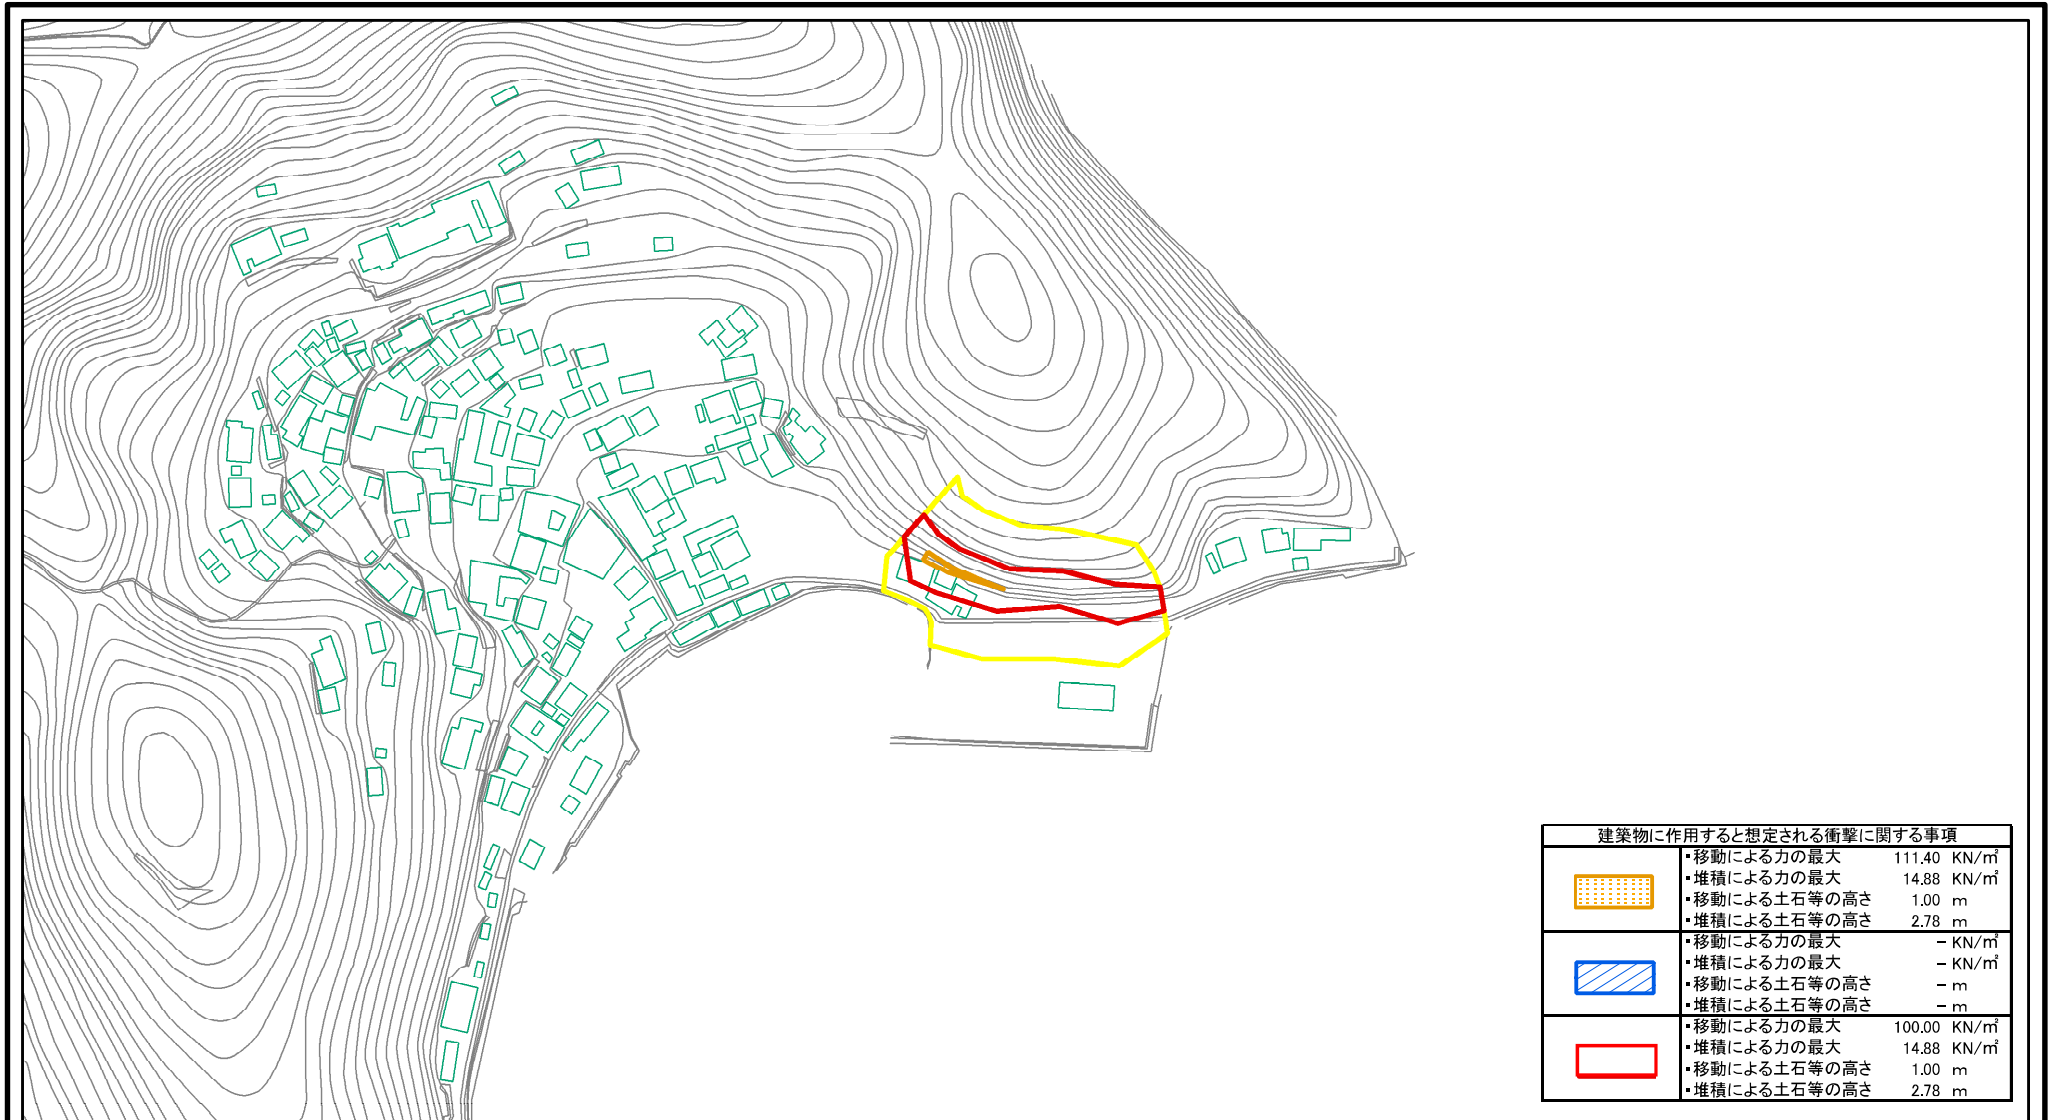 建築物に作用すると想定される衝撃に関する事項
・移動による力の最大 111.40 KN/㎡
・堆積による力の最大 14.88 KN/㎡
・移動による土石等の高さ 1.00 m
・堆積による土石等の高さ 2.78 m
・移動による力の最大 − KN/㎡
・堆積による力の最大 − KN/㎡
・移動による土石等の高さ − m
・堆積による土石等の高さ − m
・移動による力の最大 100.00 KN/㎡
・堆積による力の最大 14.88 KN/㎡
・移動による土石等の高さ 1.00 m
・堆積による土石等の高さ 2.78 m